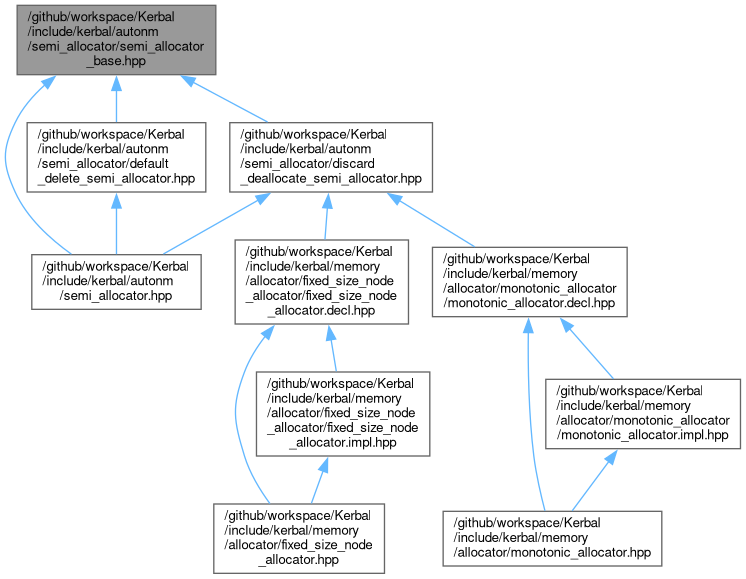 /github/workspace/Kerbal
/include/kerbal/autonm
/semi_allocator/semi_allocator
_base.hpp
/github/workspace/Kerbal
/include/kerbal/autonm
/semi_allocator/default
_delete_semi_allocator.hpp
/github/workspace/Kerbal
/include/kerbal/autonm
/semi_allocator/discard
_deallocate_semi_allocator.hpp
/github/workspace/Kerbal
/include/kerbal/autonm
/semi_allocator.hpp
/github/workspace/Kerbal
/include/kerbal/memory
/allocator/fixed_size_node
_allocator/fixed_size_node
_allocator.decl.hpp
/github/workspace/Kerbal
/include/kerbal/memory
/allocator/monotonic_allocator
/monotonic_allocator.decl.hpp
/github/workspace/Kerbal
/include/kerbal/memory
/allocator/fixed_size_node
_allocator/fixed_size_node
_allocator.impl.hpp
/github/workspace/Kerbal
/include/kerbal/memory
/allocator/monotonic_allocator
/monotonic_allocator.impl.hpp
/github/workspace/Kerbal
/include/kerbal/memory
/allocator/fixed_size_node
_allocator.hpp
/github/workspace/Kerbal
/include/kerbal/memory
/allocator/monotonic_allocator.hpp